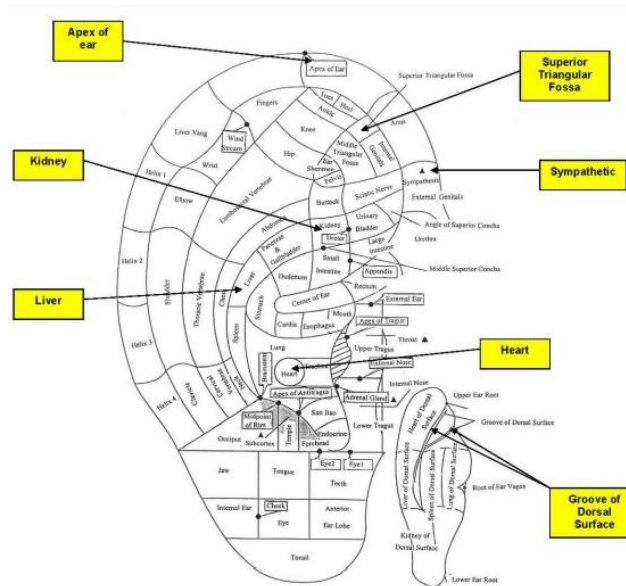 Apex of
ear
Superior
Triangular
Fossa
Kidney
Sympathetic
Liver
Heart
Groove of
Dorsal
Surface
Apex of Ear
Superior Triangular Fossa
Fingers
Toes
Heel
Ankle
Anus
Liver Yang
Wind
Stream
Knee
Middle
Triangular
Fossa
Internal
Genitals
Wrist
Hip
Ear
Shenmen
Pelvis
Helix 1
Elbow
Lumbosacral Vertebrae
Buttock
Sciatic Nerve
Sympathetic
External Genitals
Abdomen
Kidney
Ureter
Urinary
Bladder
Angle of Superior Concha
Urethra
Pancreas
&
Gallbladder
Large
intestine
Helix 2
Shoulder
Thoracic Vertebrae
Liver
Small
Intestine
Middle Superior Concha
Appendix
Duodenum
Stomach
Rectum
Center of Ear
External Ear
Mouth
Cardia
Esophagus
Apex of Tragus
Spleen
Throat
Upper Tragus
Helix 3
Lung
Trachea
External Nose
Heart
Brainstem
Internal Nose
Clavicle
Cervical
Vertebrae
Neck
Apex of Antitragus
Adrenal Gland
Helix 4
Midpoint
of Rim
San Jiao
Lower Tragus
Occiput
Subcortex
Temple
Forehead
Endocrine
Eye2
Eye1
Jaw
Tongue
Teeth
Internal Ear
Cheek
Eye
Anterior
Ear Lobe
Tonsil
Heart of Dorsal
Surface
Upper Ear Root
Groove of Dorsal Surface
Liver of Dorsal Surface
Spleen of Dorsal Surface
Lung of Dorsal Surface
Root of Ear Vagus
Kidney of
Dorsal Surface
Lower Ear Root